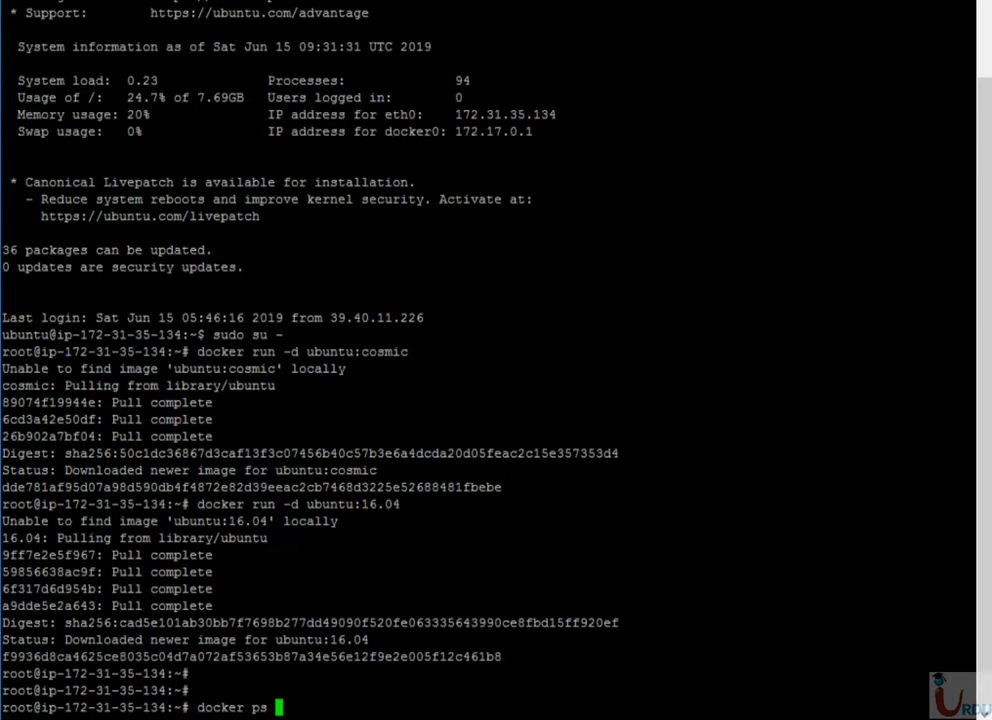 * Support:        https://ubuntu.com/advantage
System information as of Sat Jun 15 09:31:31 UTC 2019
System load:  0.23              Processes:              94
Usage of /:   24.7% of 7.69GB   Users logged in:        0
Memory usage: 20%               IP address for eth0:    172.31.35.134
Swap usage:   0%                IP address for docker0: 172.17.0.1
* Canonical Livepatch is available for installation.
- Reduce system reboots and improve kernel security. Activate at:
https://ubuntu.com/livepatch
36 packages can be updated.
0 updates are security updates.
Last login: Sat Jun 15 05:46:16 2019 from 39.40.11.226
ubuntu@ip-172-31-35-134:~$ sudo su -
root@ip-172-31-35-134:~# docker run -d ubuntu:cosmic
Unable to find image 'ubuntu:cosmic' locally
cosmic: Pulling from library/ubuntu
89074f19944e: Pull complete
6cd3a42e50df: Pull complete
26b902a7bf04: Pull complete
Digest: sha256:50c1dc36867d3caf13f3c07456b40c57b3e6a4dcda20d05feac2c15e357353d4
Status: Downloaded newer image for ubuntu:cosmic
dde781af95d07a98d590db4f4872e82d39eeac2cb7468d3225e52688481fbebe
root@ip-172-31-35-134:~# docker run -d ubuntu:16.04
Unable to find image 'ubuntu:16.04' locally
16.04: Pulling from library/ubuntu
9ff7e2e5f967: Pull complete
59856638ac9f: Pull complete
6f317d6d954b: Pull complete
a9dde5e2a643: Pull complete
Digest: sha256:cad5e101ab30bb7f7698b277dd49090f520fe063335643990ce8fbd15ff920ef
Status: Downloaded newer image for ubuntu:16.04
f9936d8ca4625ce8035c04d7a072af53653b87a34e56e12f9e2e005f12c461b8
root@ip-172-31-35-134:~#
root@ip-172-31-35-134:~#
root@ip-172-31-35-134:~# docker ps
URDU